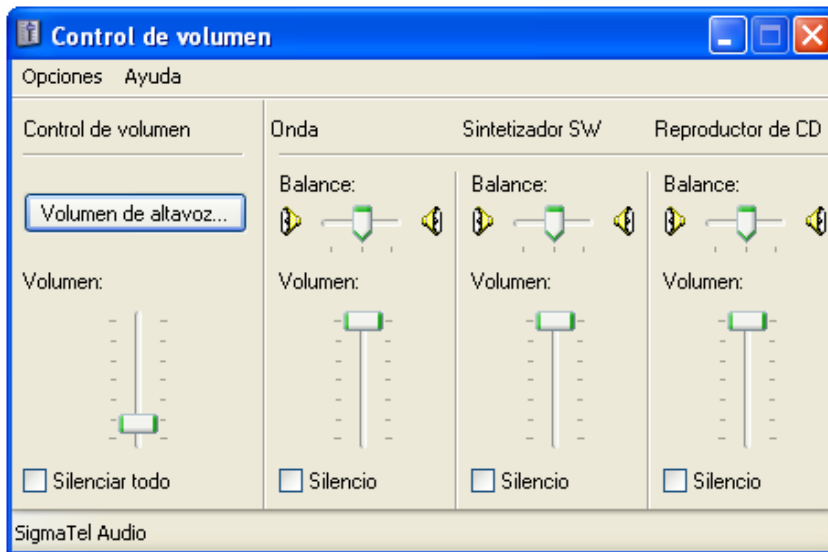 Control de volumen
Opciones Ayuda
Control de volumen Onda Sintetizador SW Reproductor de CD
Volumen de altavoz... Balance: Balance: Balance:
Volumen: Volumen: Volumen: Volumen:
Silenciar todo Silencio Silencio Silencio
SigmaTel Audio